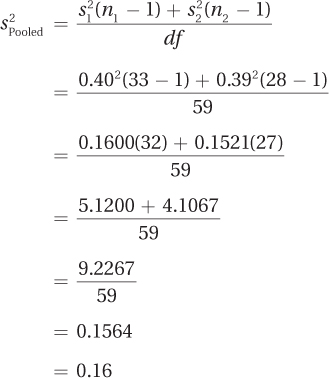 s²Pooled = s₁²(n₁ − 1) + s₂²(n₂ − 1) / df
= 0.40²(33 − 1) + 0.39²(28 − 1) / 59
= 0.1600(32) + 0.1521(27) / 59
= 5.1200 + 4.1067 / 59
= 9.2267 / 59
= 0.1564
= 0.16